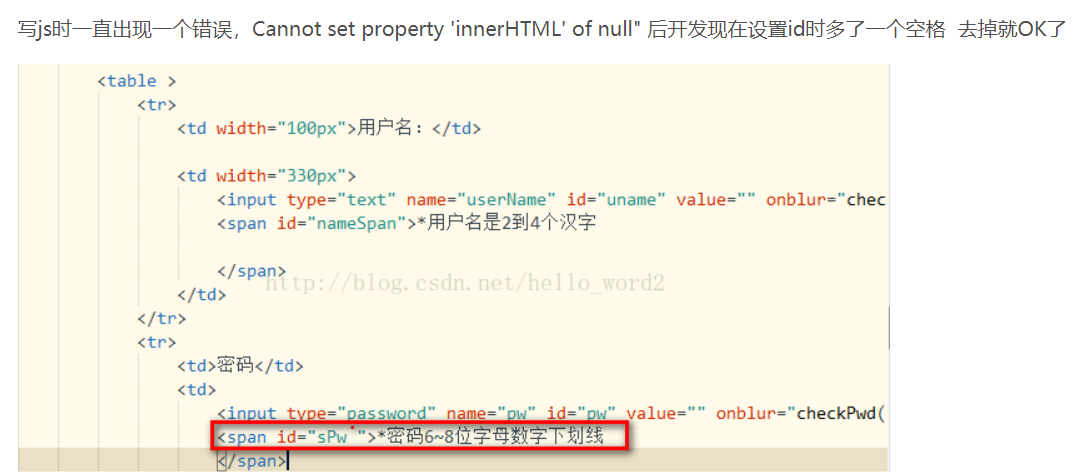 写js时一直出现一个错误，Cannot set property 'innerHTML' of null" 后开发现在设置id时多了一个空格 去掉就OK了
<table >
<tr>
<td width="100px">用户名：</td>
<td width="330px">
<input type="text" name="userName" id="uname" value="" onblur="chec
<span id="nameSpan">*用户名是2到4个汉字
</span>
http://blog.csdn.net/hello_word2
</td>
</tr>
<tr>
<td>密码</td>
<td>
<input type="password" name="pw" id="pw" value="" onblur="checkPwd(
<span id="sPw ">*密码6~8位字母数字下划线
</span>